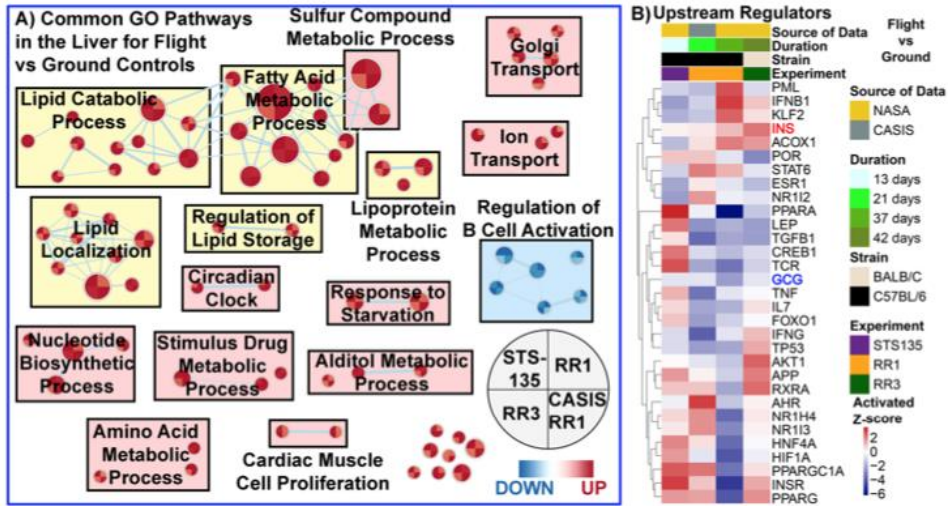 A) Common GO Pathways
in the Liver for Flight
vs Ground Controls
Sulfur Compound
Metabolic Process
Golgi
Transport
Lipid Catabolic
Process
Fatty Acid
Metabolic
Process
Ion
Transport
Lipid
Localization
Regulation of
Lipid Storage
Lipoprotein
Metabolic
Process
Regulation of
B Cell Activation
Circadian
Clock
Response to
Starvation
Nucleotide
Biosynthetic
Process
Stimulus Drug
Metabolic
Process
Alditol Metabolic
Process
STS-
135
RR1
RR3
CASIS
RR1
Amino Acid
Metabolic
Process
Cardiac Muscle
Cell Proliferation
DOWN
UP
B) Upstream Regulators
Source of Data
Duration
Strain
Experiment
PML
IFNB1
KLF2
INS
ACOX1
POR
STAT6
ESR1
NR1I2
PPARA
LEP
TGFB1
CREB1
TCR
GCG
TNF
IL7
FOXO1
IFNG
TP53
AKT1
APP
RXRA
AHR
NR1H4
NR1I3
HNF4A
HIF1A
PPARGC1A
INSR
PPARG
Flight
vs
Ground
Source of Data
NASA
CASIS
Duration
13 days
21 days
37 days
42 days
Strain
BALB/C
C57BL/6
Experiment
STS135
RR1
RR3
Activated
Z-score
2
0
−2
−4
−6